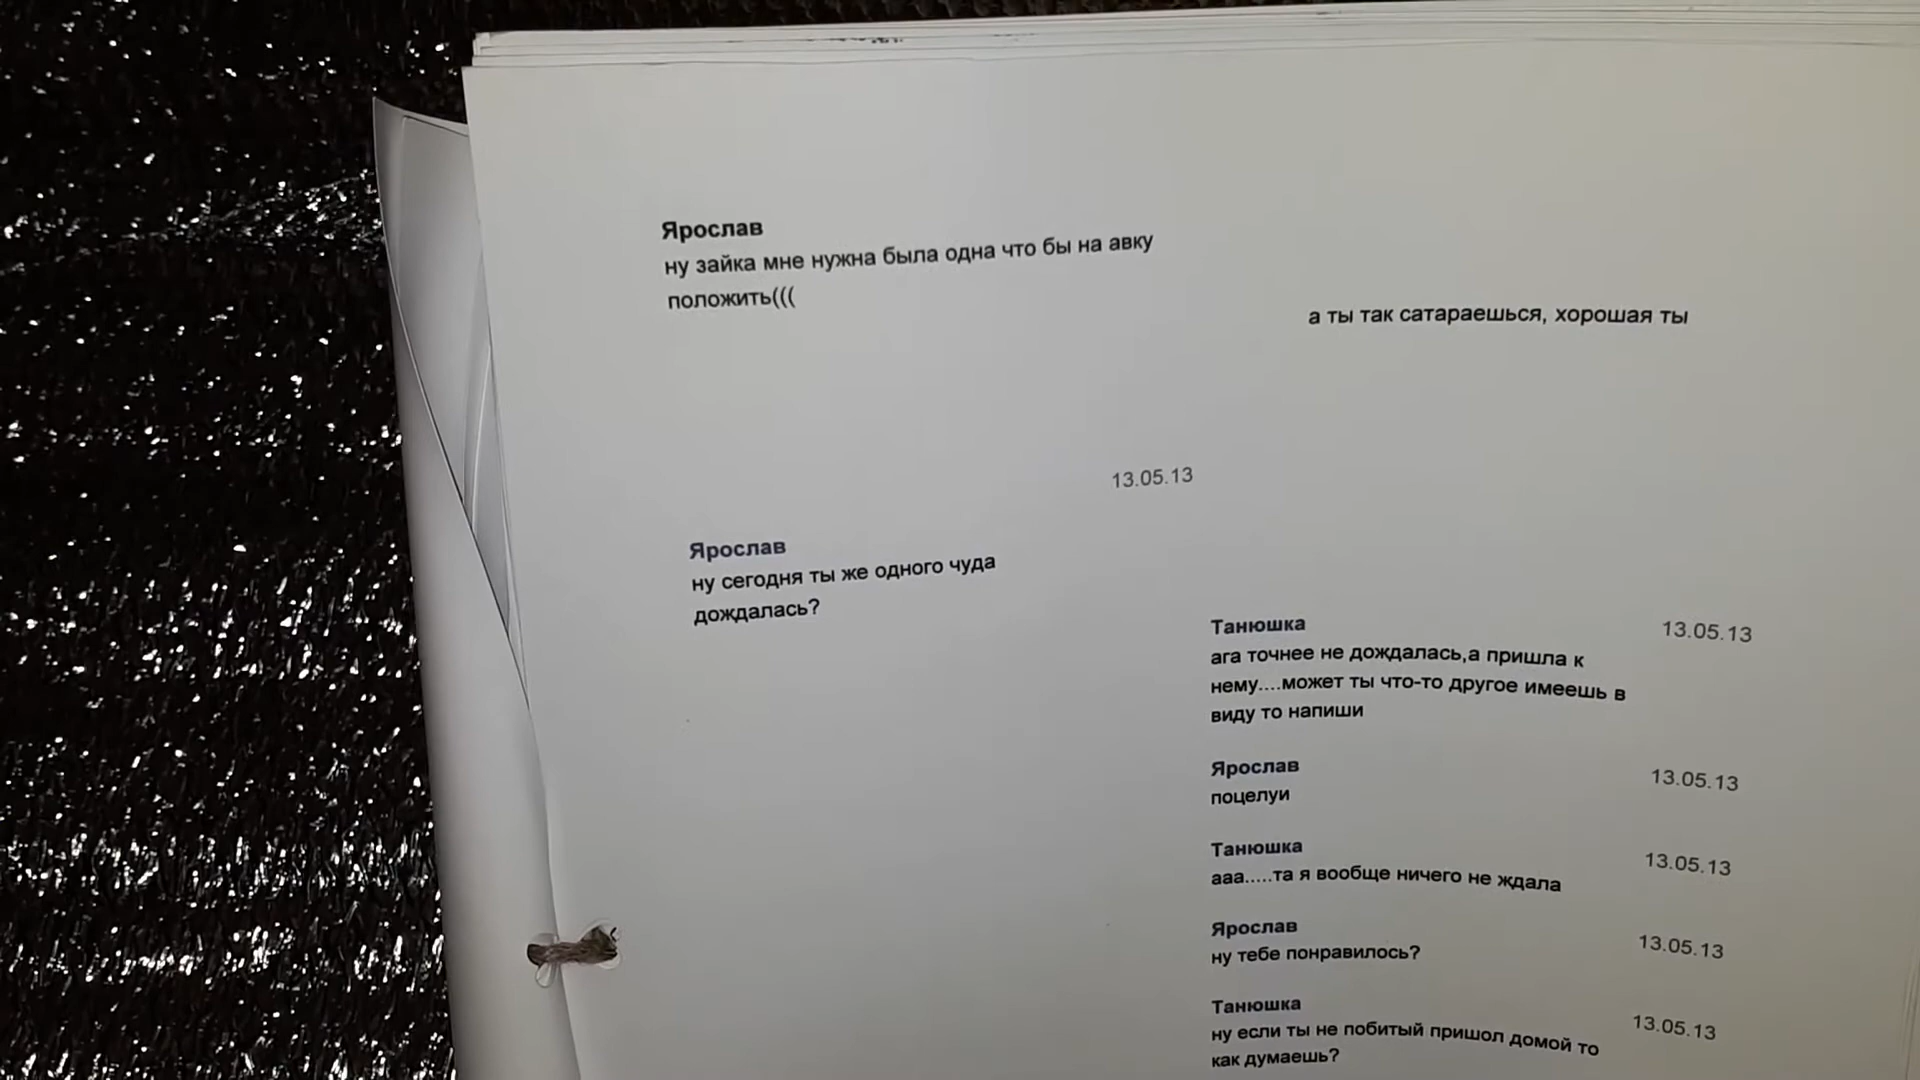 Ярослав
ну зайка мне нужна была одна что бы на авку
положить(((
а ты так сатараешься, хорошая ты
13.05.13
Ярослав
ну сегодня ты же одного чуда
дождалась?
Танюшка 13.05.13
ага точнее не дождалась,а пришла к
нему....может ты что-то другое имеешь в
виду то напиши
Ярослав 13.05.13
поцелуи
Танюшка 13.05.13
ааа.....та я вообще ничего не ждала
Ярослав 13.05.13
ну тебе понравилось?
Танюшка 13.05.13
ну если ты не побитый пришол домой то
как думаешь?